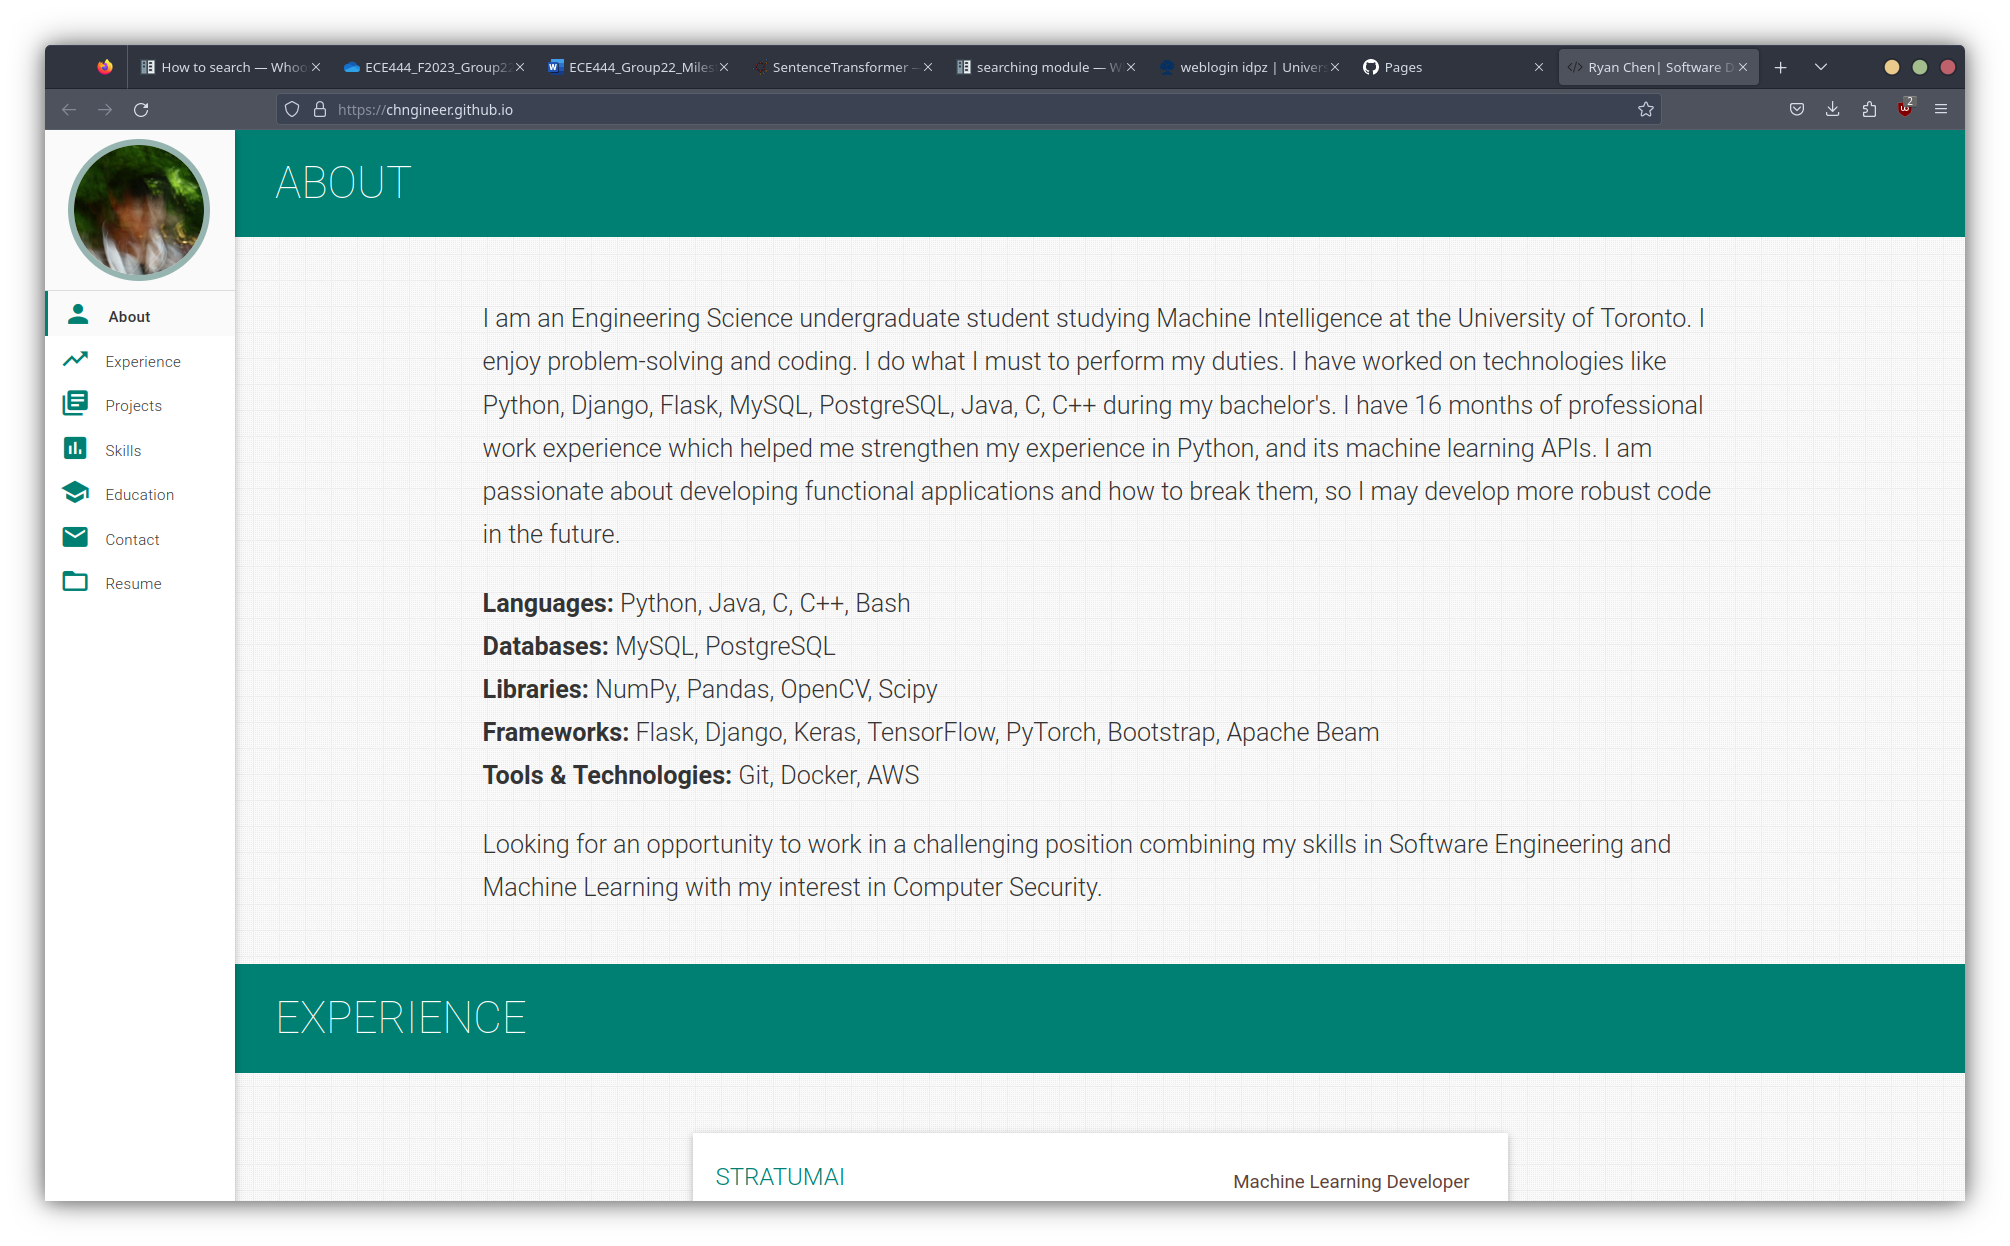 How to search — Whoo
ECE444_F2023_Group22
ECE444_Group22_Miles
SentenceTransformer —
searching module — W
weblogin idpz | Univers
Pages
Ryan Chen| Software D
https://chngineer.github.io
2
ABOUT
About
Experience
Projects
Skills
Education
Contact
Resume
I am an Engineering Science undergraduate student studying Machine Intelligence at the University of Toronto. I
enjoy problem-solving and coding. I do what I must to perform my duties. I have worked on technologies like
Python, Django, Flask, MySQL, PostgreSQL, Java, C, C++ during my bachelor's. I have 16 months of professional
work experience which helped me strengthen my experience in Python, and its machine learning APIs. I am
passionate about developing functional applications and how to break them, so I may develop more robust code
in the future.
Languages: Python, Java, C, C++, Bash
Databases: MySQL, PostgreSQL
Libraries: NumPy, Pandas, OpenCV, Scipy
Frameworks: Flask, Django, Keras, TensorFlow, PyTorch, Bootstrap, Apache Beam
Tools & Technologies: Git, Docker, AWS
Looking for an opportunity to work in a challenging position combining my skills in Software Engineering and
Machine Learning with my interest in Computer Security.
EXPERIENCE
STRATUMAI
Machine Learning Developer